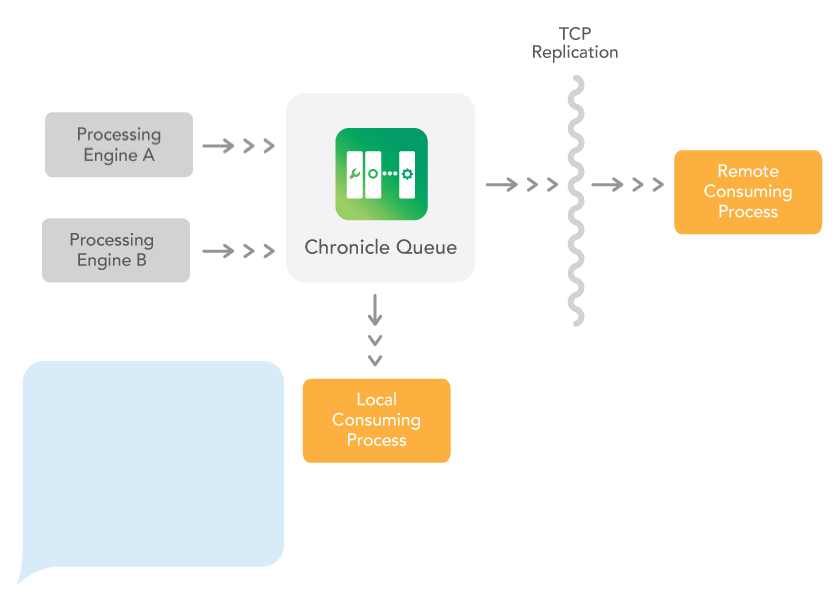 TCP
Replication
Processing
Engine A
Remote
Consuming
Process
Processing
Engine B
Chronicle Queue
Local
Consuming
Process